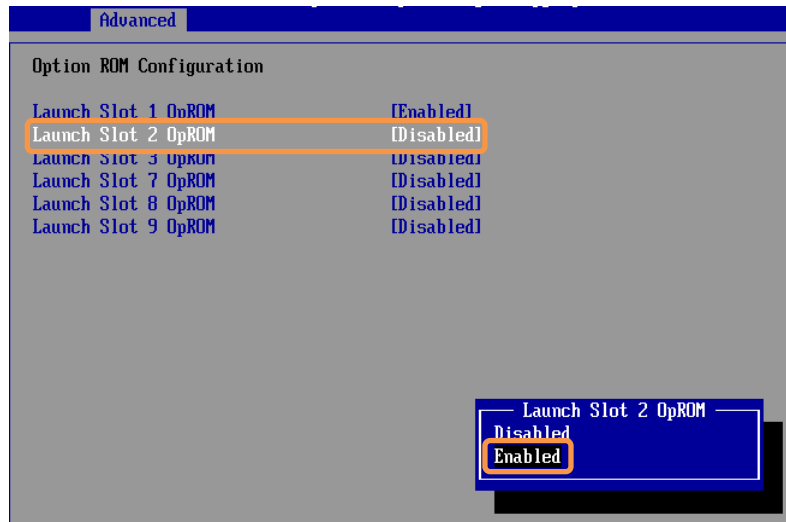 Advanced
Option ROM Configuration
Launch Slot 1 OpROM [Enabled]
Launch Slot 2 OpROM [Disabled]
Launch Slot 3 OpROM [Disabled]
Launch Slot 7 OpROM [Disabled]
Launch Slot 8 OpROM [Disabled]
Launch Slot 9 OpROM [Disabled]
Launch Slot 2 OpROM
Disabled
Enabled